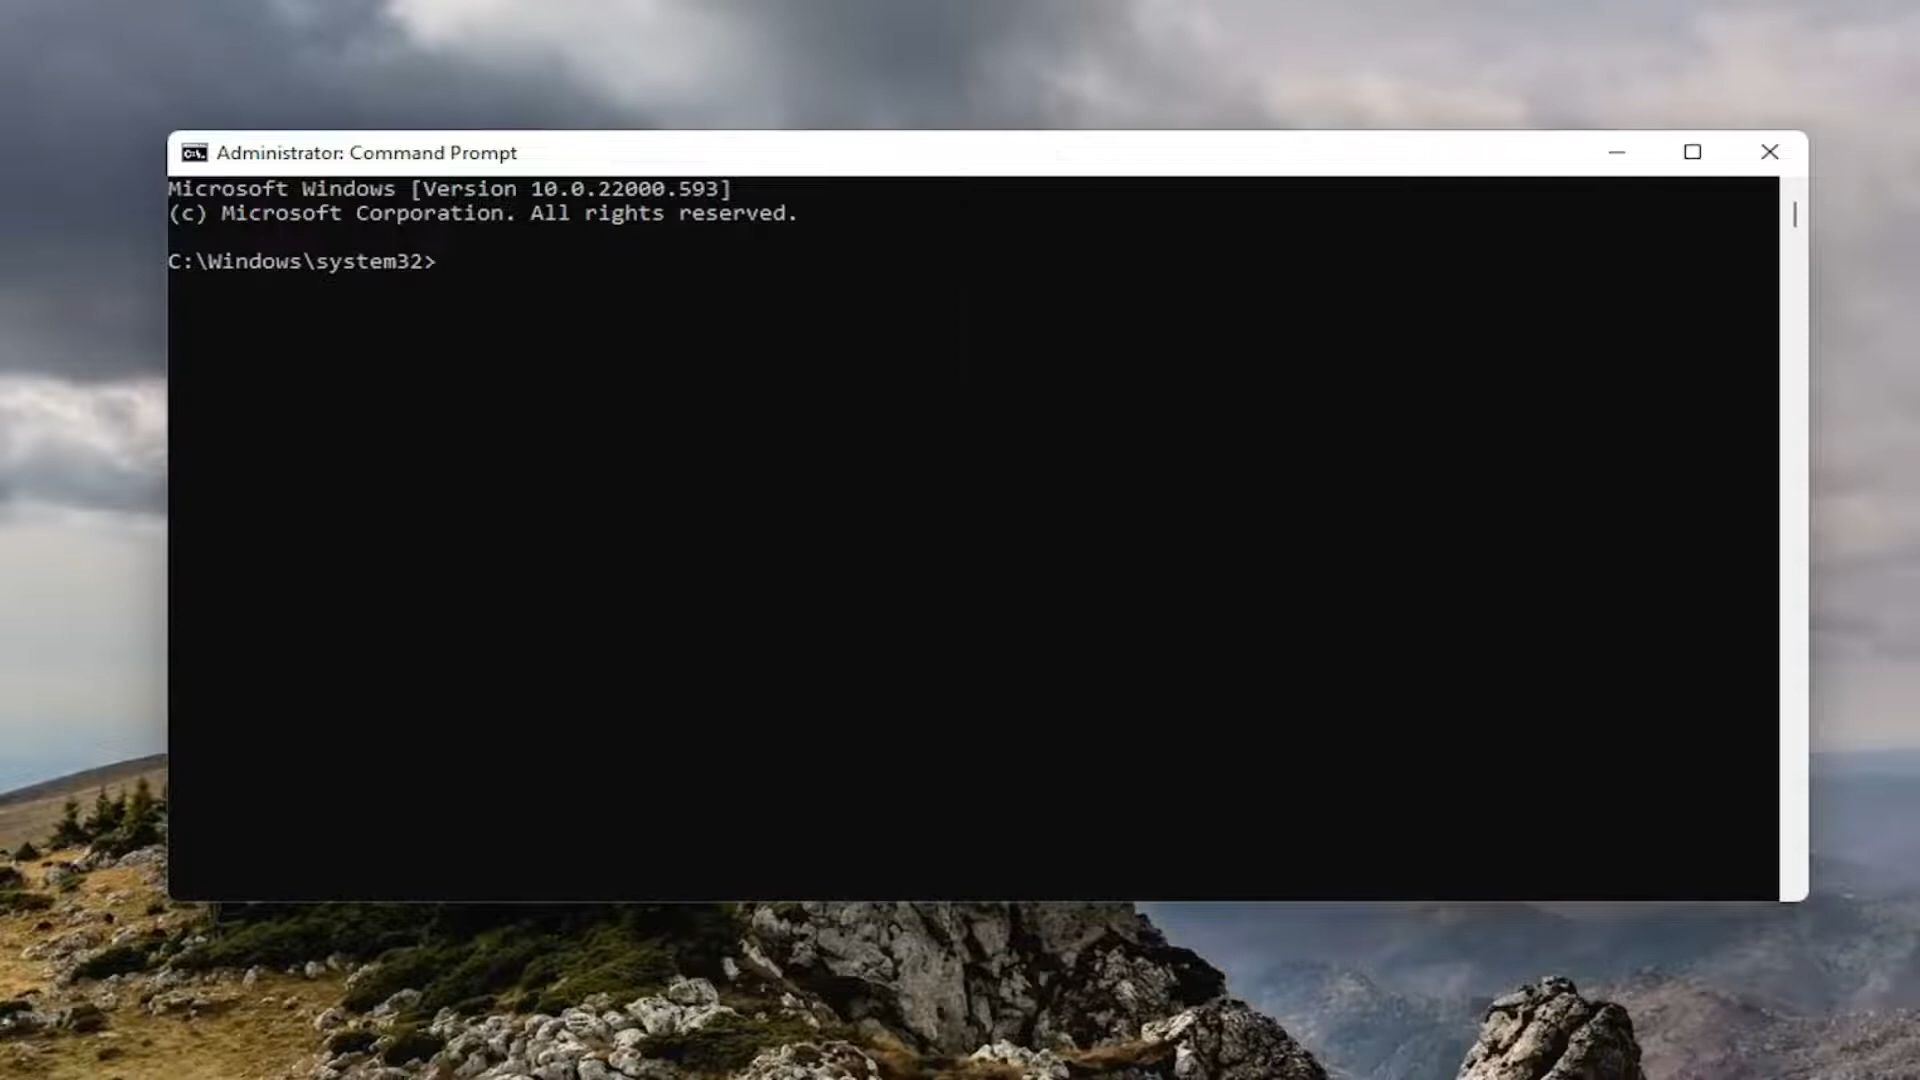 Administrator: Command Prompt
Microsoft Windows [Version 10.0.22000.593]
(c) Microsoft Corporation. All rights reserved.
C:\Windows\system32>